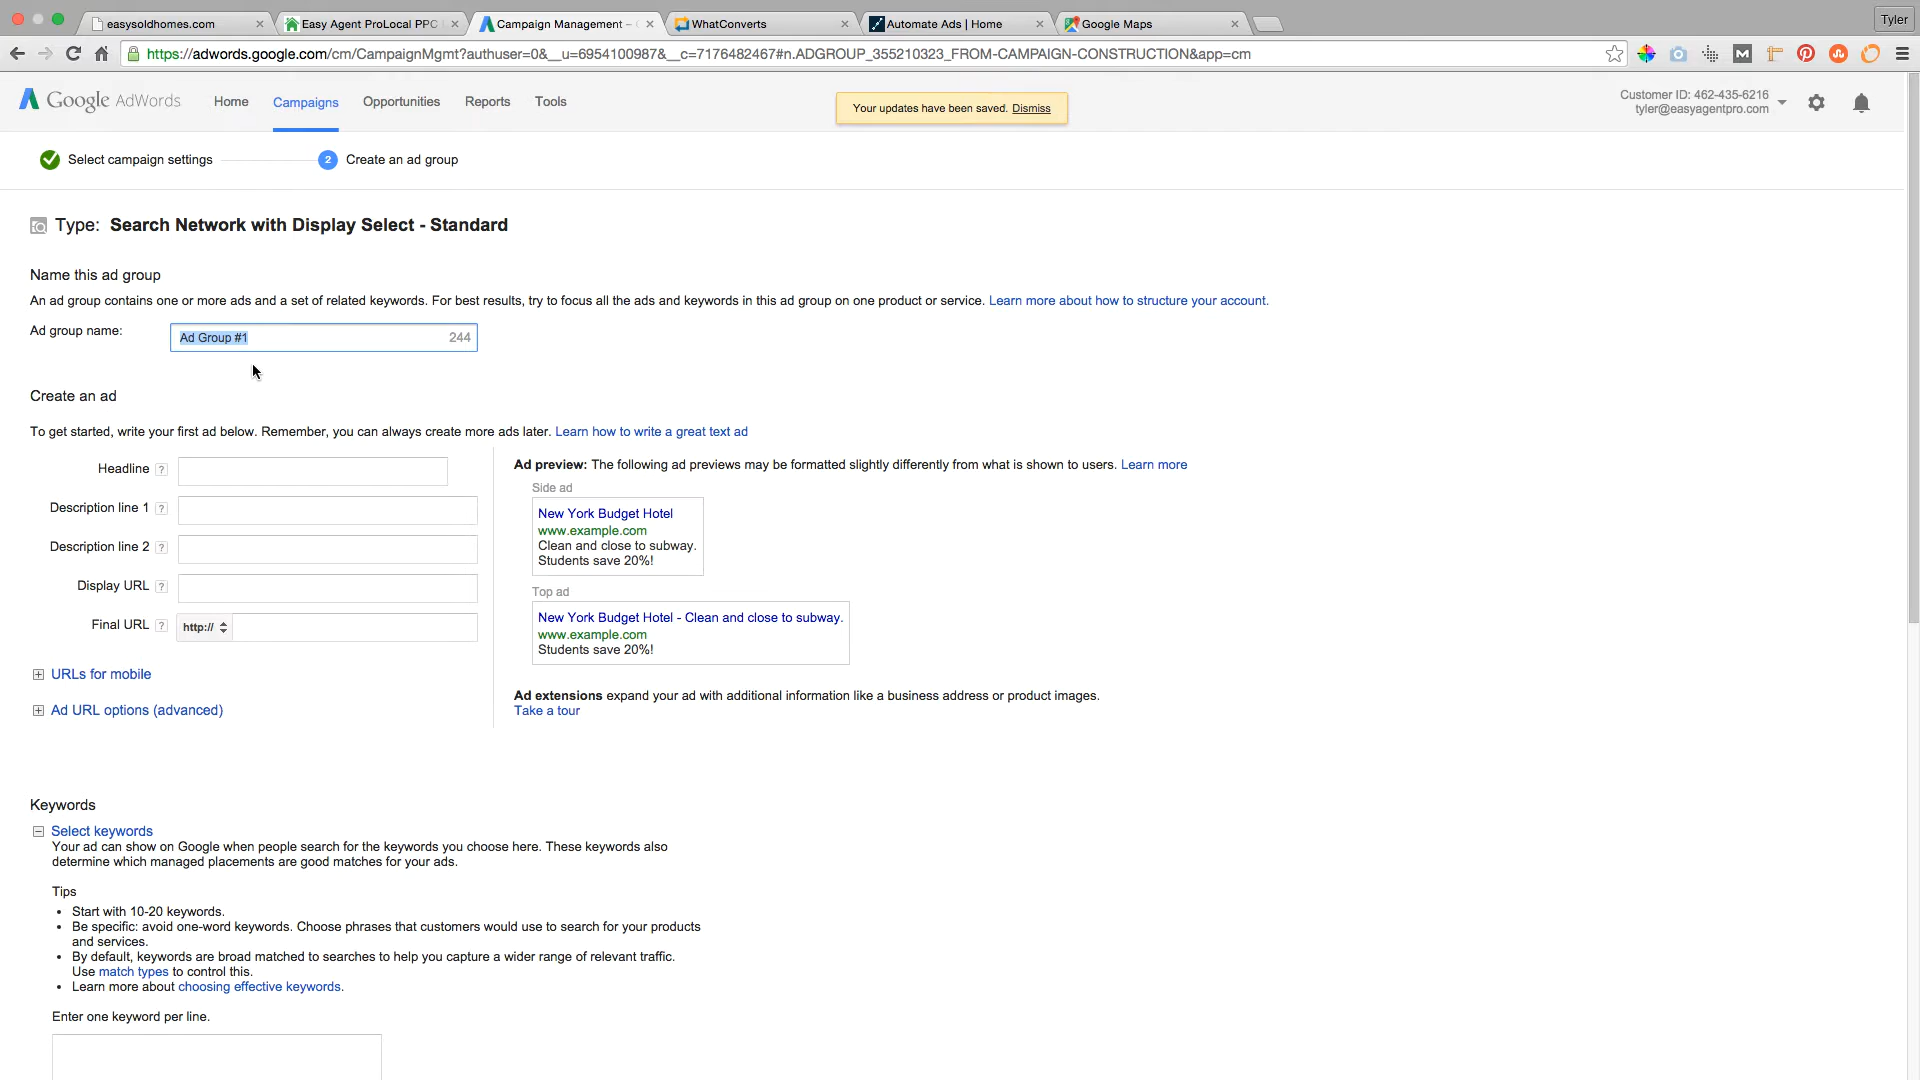 easysoldhomes.com
Easy Agent ProLocal PPC
Campaign Management –
WhatConverts
Automate Ads | Home
Google Maps
Tyler
https://adwords.google.com/cm/CampaignMgmt?authuser=0&__u=6954100987&__c=7176482467#n.ADGROUP_355210323_FROM-CAMPAIGN-CONSTRUCTION&app=cm
Google AdWords
Home
Campaigns
Opportunities
Reports
Tools
Your updates have been saved. Dismiss
Customer ID: 462-435-6216
tyler@easyagentpro.com
Select campaign settings
2 Create an ad group
Type: Search Network with Display Select - Standard
Name this ad group
An ad group contains one or more ads and a set of related keywords. For best results, try to focus all the ads and keywords in this ad group on one product or service. Learn more about how to structure your account.
Ad group name:
Ad Group #1
244
Create an ad
To get started, write your first ad below. Remember, you can always create more ads later. Learn how to write a great text ad
Headline ?
Description line 1 ?
Description line 2 ?
Display URL ?
Final URL ? http://
URLs for mobile
Ad URL options (advanced)
Ad preview: The following ad previews may be formatted slightly differently from what is shown to users. Learn more
Side ad
New York Budget Hotel
www.example.com
Clean and close to subway.
Students save 20%!
Top ad
New York Budget Hotel - Clean and close to subway.
www.example.com
Students save 20%!
Ad extensions expand your ad with additional information like a business address or product images.
Take a tour
Keywords
Select keywords
Your ad can show on Google when people search for the keywords you choose here. These keywords also
determine which managed placements are good matches for your ads.
Tips
• Start with 10-20 keywords.
• Be specific: avoid one-word keywords. Choose phrases that customers would use to search for your products
and services.
• By default, keywords are broad matched to searches to help you capture a wider range of relevant traffic.
Use match types to control this.
• Learn more about choosing effective keywords.
Enter one keyword per line.